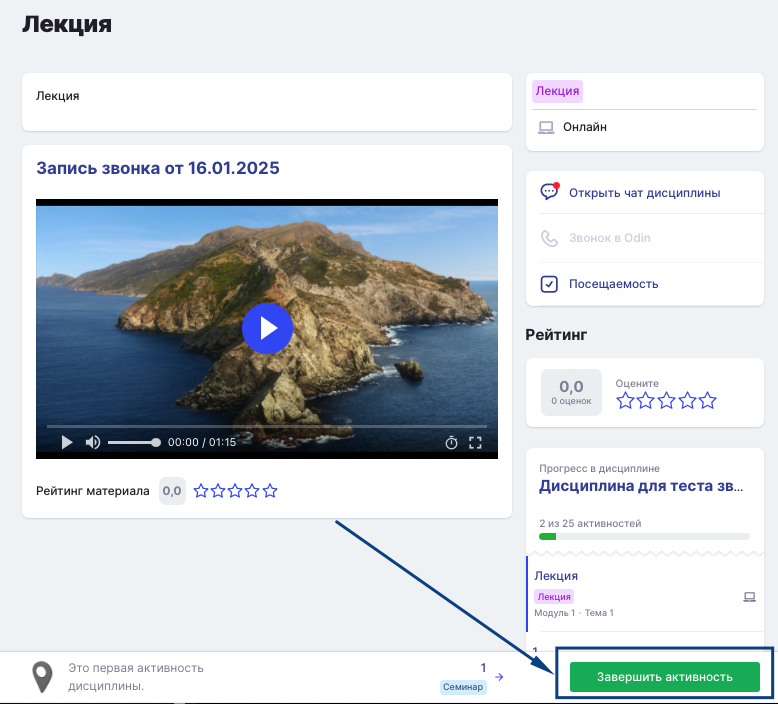 Лекция
Лекция
Запись звонка от 16.01.2025
00:00 / 01:15
Рейтинг материала 0,0
Лекция
Онлайн
Открыть чат дисциплины
Звонок в Odin
Посещаемость
Рейтинг
0,0
0 оценок
Оцените
Прогресс в дисциплине
Дисциплина для теста зв...
2 из 25 активностей
Лекция
Лекция
Модуль 1 · Тема 1
1
Это первая активность
дисциплины.
1
Семинар
Завершить активность